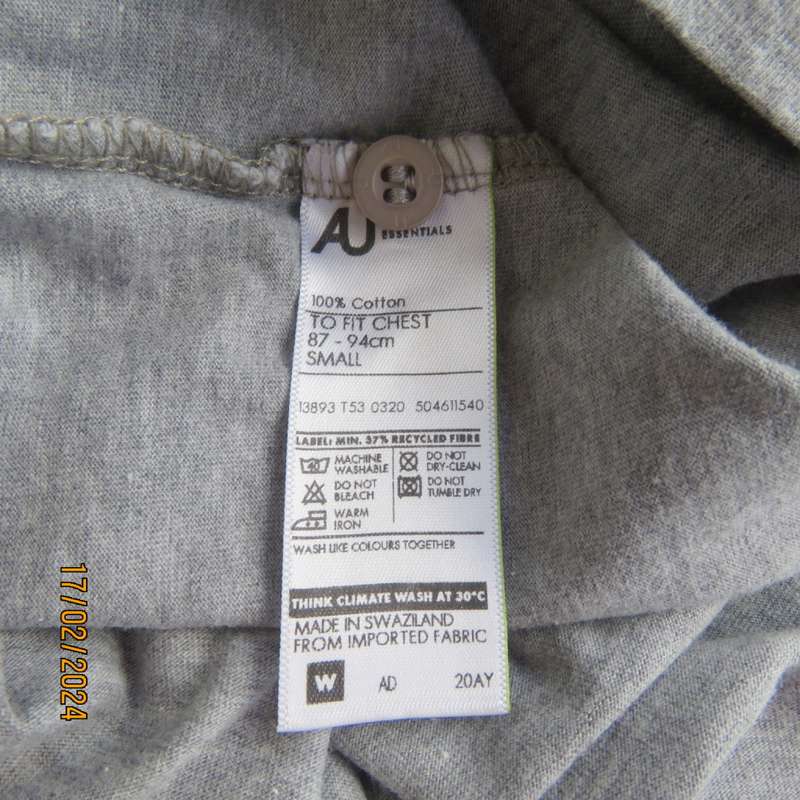 AU
ESSENTIALS
100% Cotton
TO FIT CHEST
87 - 94cm
SMALL
13893 T53 0320 504611540
LABEL: MIN. 37% RECYCLED FIBRE
40
MACHINE
WASHABLE
DO NOT
DRY-CLEAN
DO NOT
BLEACH
DO NOT
TUMBLE DRY
WARM
IRON
WASH LIKE COLOURS TOGETHER
THINK CLIMATE WASH AT 30°C
MADE IN SWAZILAND
FROM IMPORTED FABRIC
W AD 20AY
17/02/2024